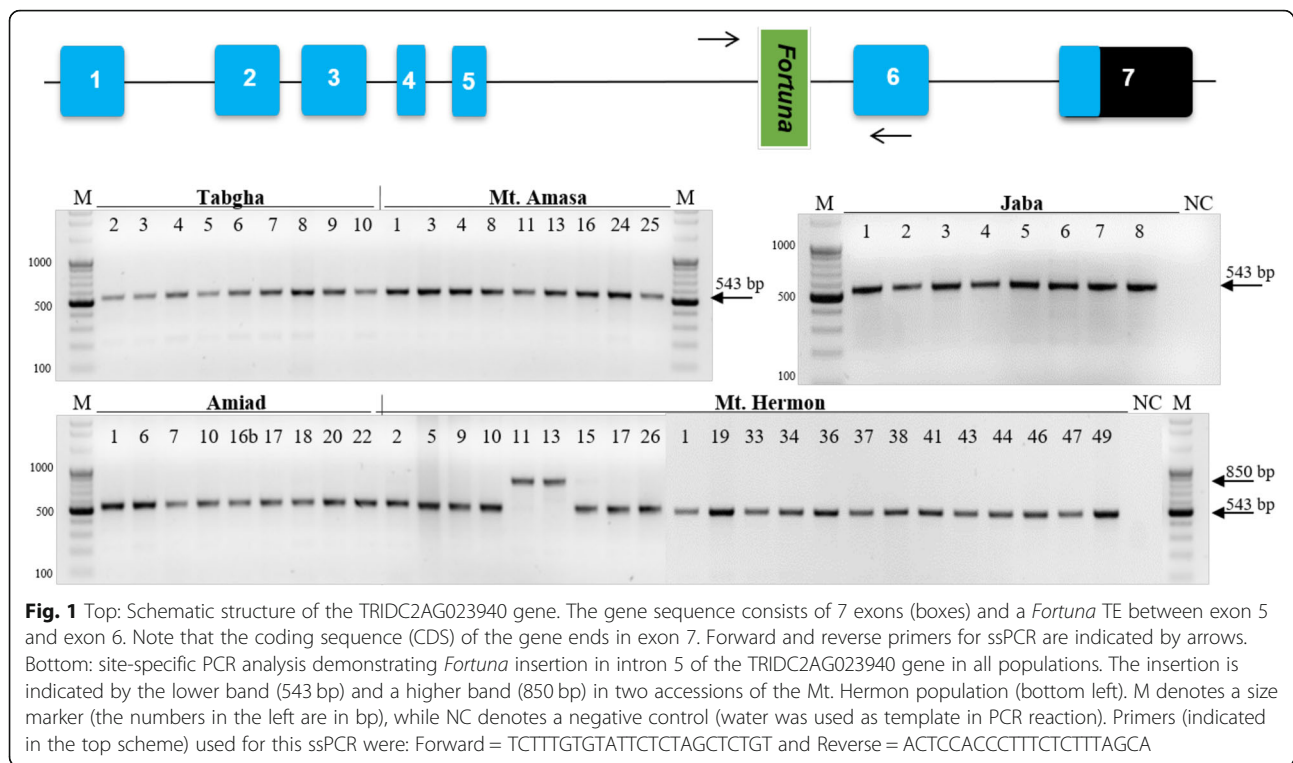 1 2 3 4 5 Fortuna 6 7
M Tabgha Mt. Amasa M
2 3 4 5 6 7 8 9 10 1 3 4 8 11 13 16 24 25
1000
500
100
543 bp
M Jaba NC
1 2 3 4 5 6 7 8
1000
500
100
543 bp
M Amiad Mt. Hermon NC M
1 6 7 10 16b 17 18 20 22 2 5 9 10 11 13 15 17 26 1 19 33 34 36 37 38 41 43 44 46 47 49
1000
500
100
850 bp
543 bp
Fig. 1 Top: Schematic structure of the TRIDC2AG023940 gene. The gene sequence consists of 7 exons (boxes) and a Fortuna TE between exon 5
and exon 6. Note that the coding sequence (CDS) of the gene ends in exon 7. Forward and reverse primers for ssPCR are indicated by arrows.
Bottom: site-specific PCR analysis demonstrating Fortuna insertion in intron 5 of the TRIDC2AG023940 gene in all populations. The insertion is
indicated by the lower band (543 bp) and a higher band (850 bp) in two accessions of the Mt. Hermon population (bottom left). M denotes a size
marker (the numbers in the left are in bp), while NC denotes a negative control (water was used as template in PCR reaction). Primers (indicated
in the top scheme) used for this ssPCR were: Forward = TCTTTGTGTATTCTCTAGCTCTGT and Reverse = ACTCCACCCTTTCTCTTTAGCA